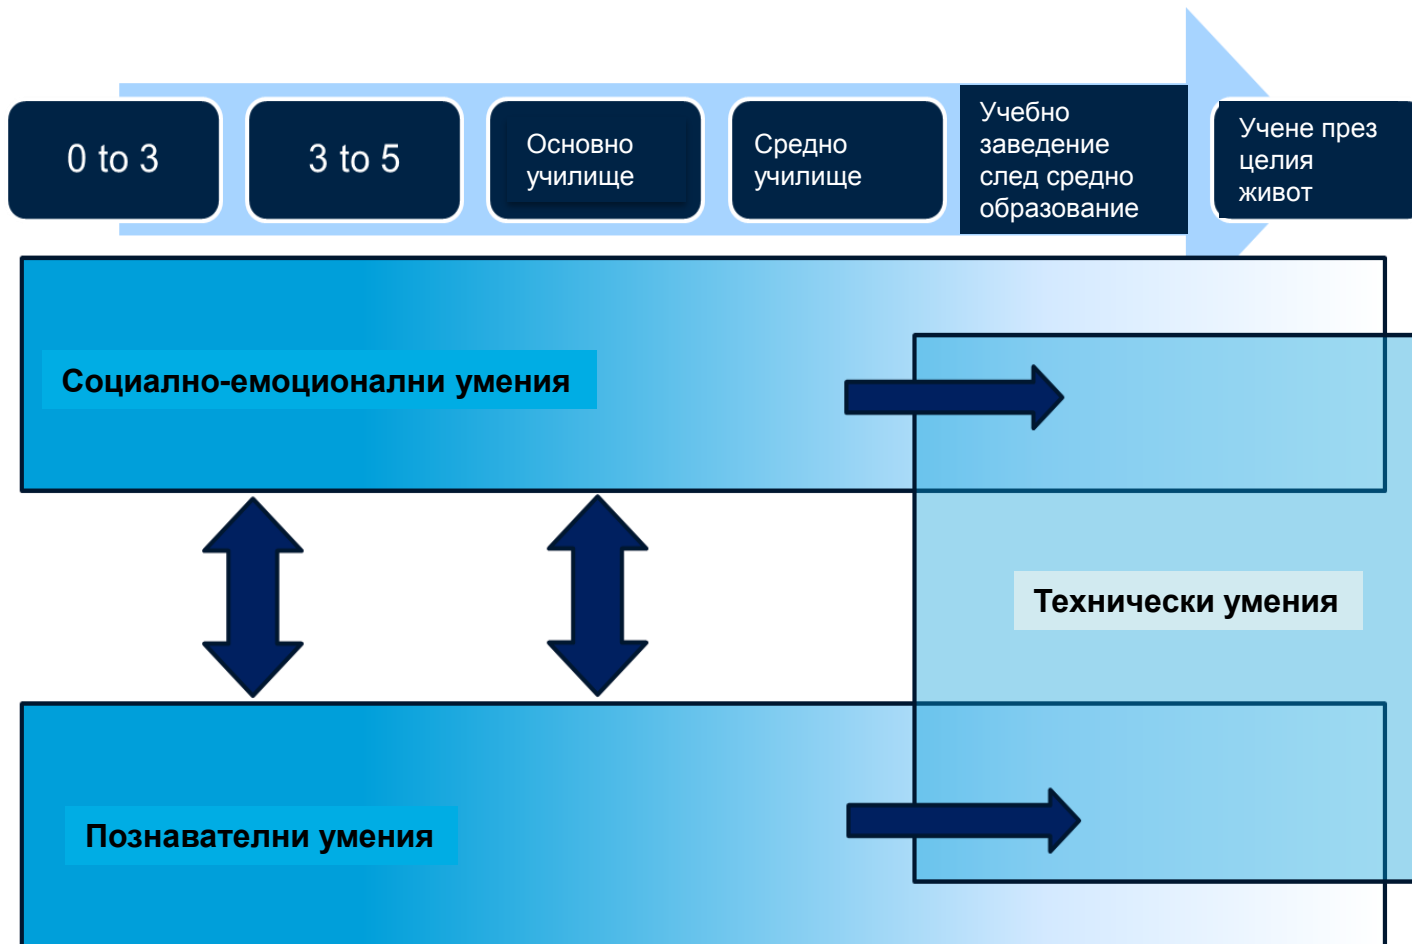 0 to 3
3 to 5
Основно
училище
Средно
училище
Учебно
заведение
след средно
образование
Учене през
целия
живот
Социално-емоционални умения
Технически умения
Познавателни умения